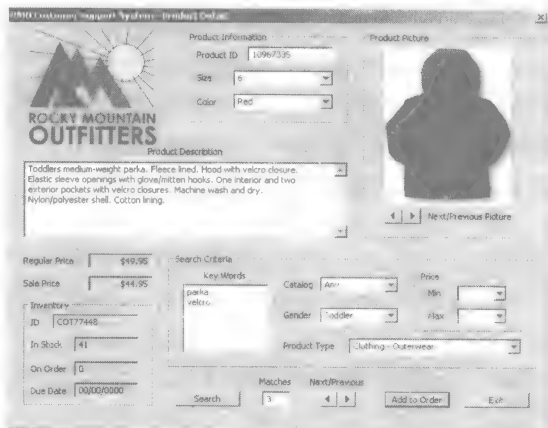 RMO Customer Support System - Product Detail
ROCKY MOUNTAIN
OUTFITTERS
Product Information
Product ID 10967335
Size 6
Color Red
Product Picture
Next/Previous Picture
Product Description
Toddlers medium-weight parka. Fleece lined. Hood with velcro closure.
Elastic sleeve openings with glove/mitten hooks. One interior and two
exterior pockets with velcro closures. Machine wash and dry.
Nylon/polyester shell. Cotton lining.
Regular Price $49.95
Sale Price $44.95
Inventory
ID COT77448
In Stock 41
On Order 0
Due Date 00/00/0000
Search Criteria
Key Words
parka
velcro
Catalog Any
Gender Toddler
Price
Min
Max
Product Type Clothing - Outerwear
Search
Matches
3
Next/Previous
Add to Order
Exit